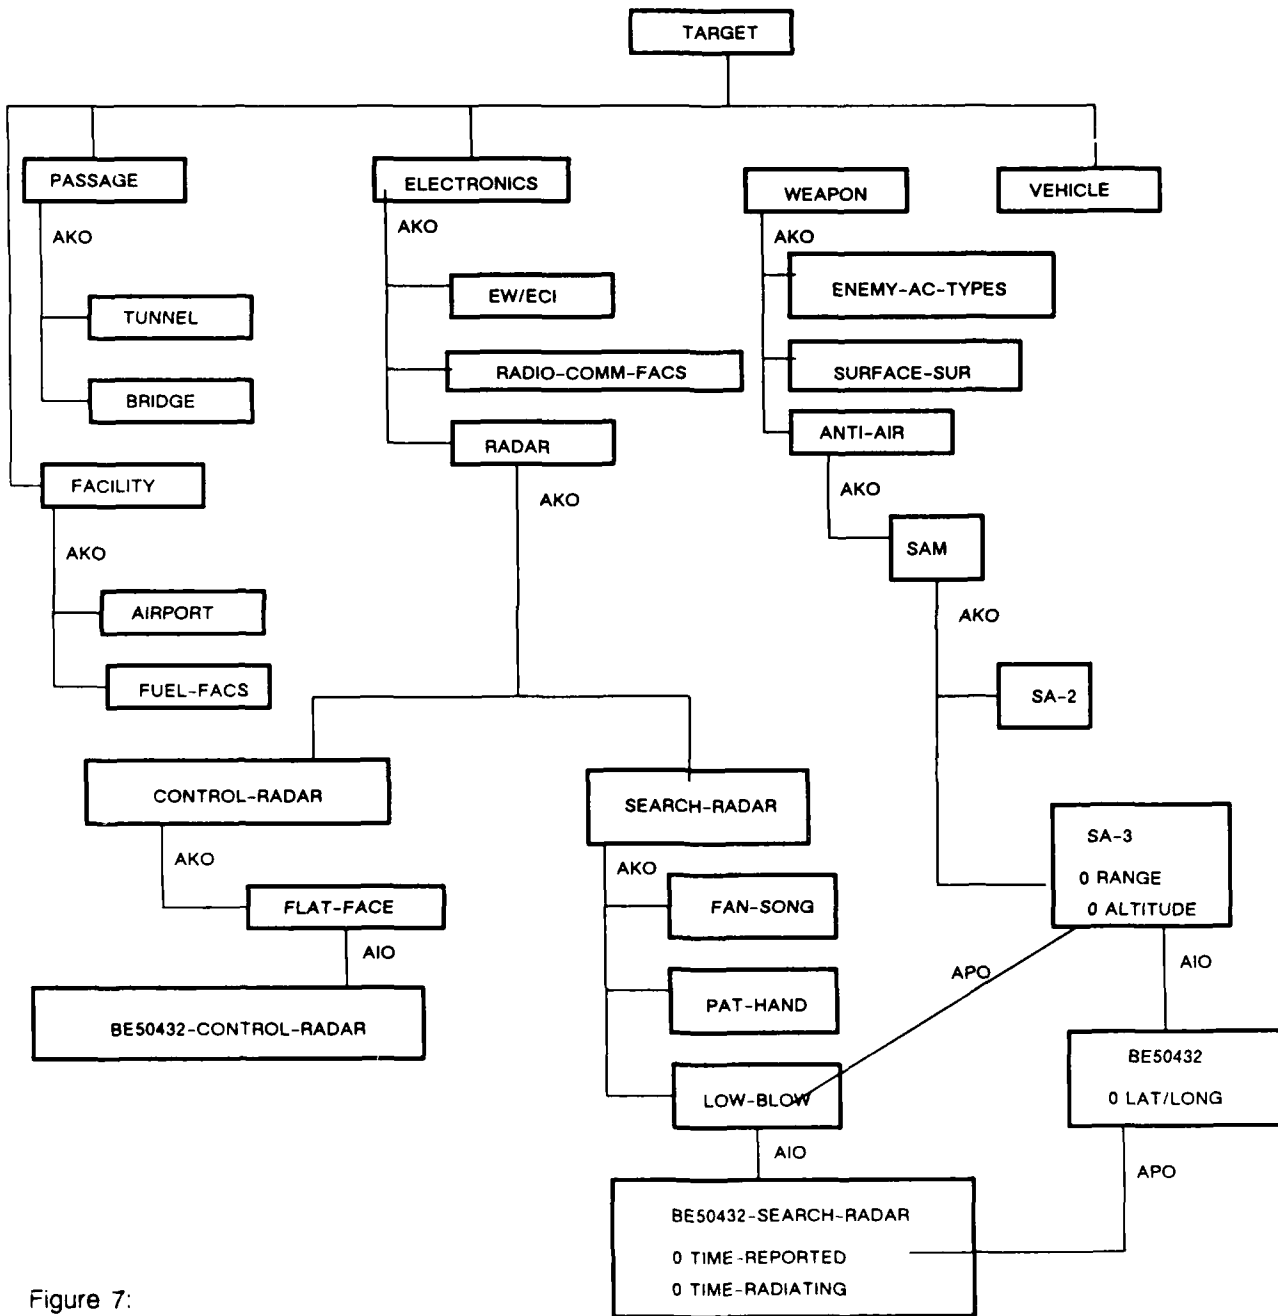 TARGET
PASSAGE
ELECTRONICS
WEAPON
VEHICLE
AKO
AKO
AKO
TUNNEL
BRIDGE
EW/ECI
RADIO-COMM-FACS
RADAR
ENEMY-AC-TYPES
SURFACE-SUR
ANTI-AIR
FACILITY
AKO
AKO
AKO
AIRPORT
FUEL-FACS
SAM
AKO
SA-2
CONTROL-RADAR
SEARCH-RADAR
SA-3
0 RANGE
0 ALTITUDE
AKO
AKO
FLAT-FACE
FAN-SONG
AIO
APO
AIO
BE50432-CONTROL-RADAR
PAT-HAND
LOW-BLOW
BE50432
0 LAT/LONG
AIO
APO
BE50432-SEARCH-RADAR
0 TIME-REPORTED
0 TIME-RADIATING
Figure 7: